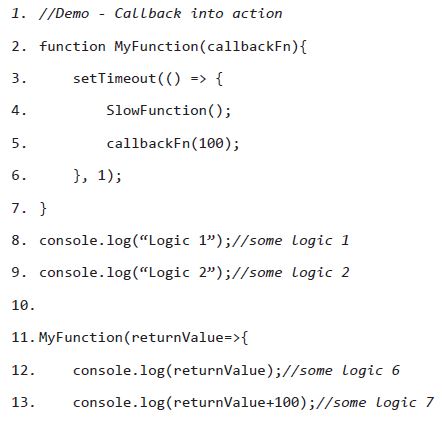 1. //Demo - Callback into action
2. function MyFunction(callbackFn){
3. setTimeout(() => {
4. SlowFunction();
5. callbackFn(100);
6. }, 1);
7. }
8. console.log(“Logic 1”);//some logic 1
9. console.log(“Logic 2”);//some logic 2
10.
11. MyFunction(returnValue=>{
12. console.log(returnValue);//some logic 6
13. console.log(returnValue+100);//some logic 7